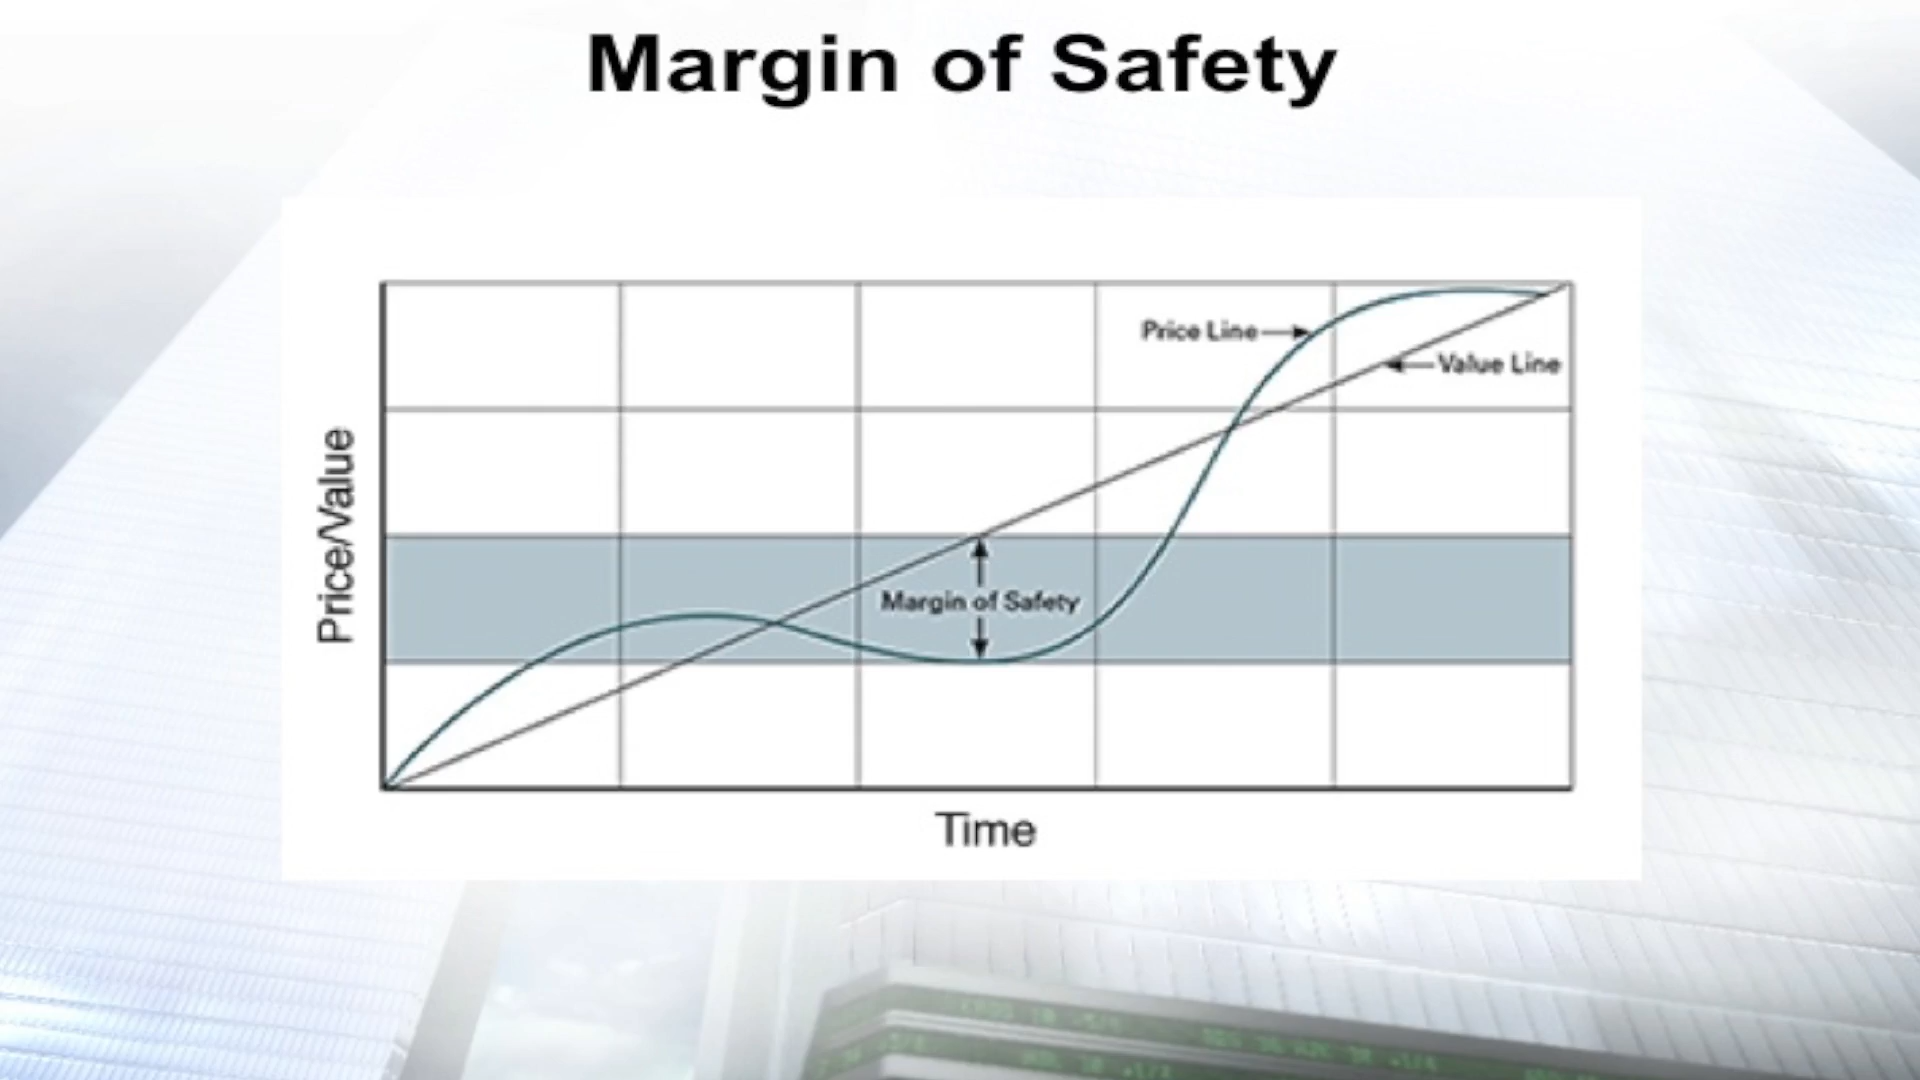 Margin of Safety
Price Line
Value Line
Price/Value
Margin of Safety
Time